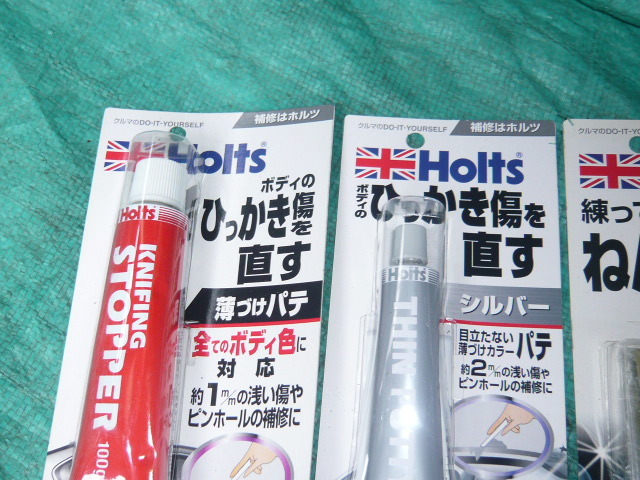 クルマのDO-IT-YOURSELF
補修はホルツ
Holts
ボディの
ひっかき傷を
直す
薄づけパテ
全てのボディ色に
対応
約1m/mの浅い傷や
ピンホールの補修に
Holts
KNIFING
STOPPER
100g
クルマのDO-IT-YOURSELF
補修はホルツ
Holts
ボディの
ひっかき傷を
直す
シルバー
目立たない
薄づけカラーパテ
約2m/mの浅い傷や
ピンホールの補修に
Holts
THIN
クルマのDO-IT-YOURSELF
Holts
練って